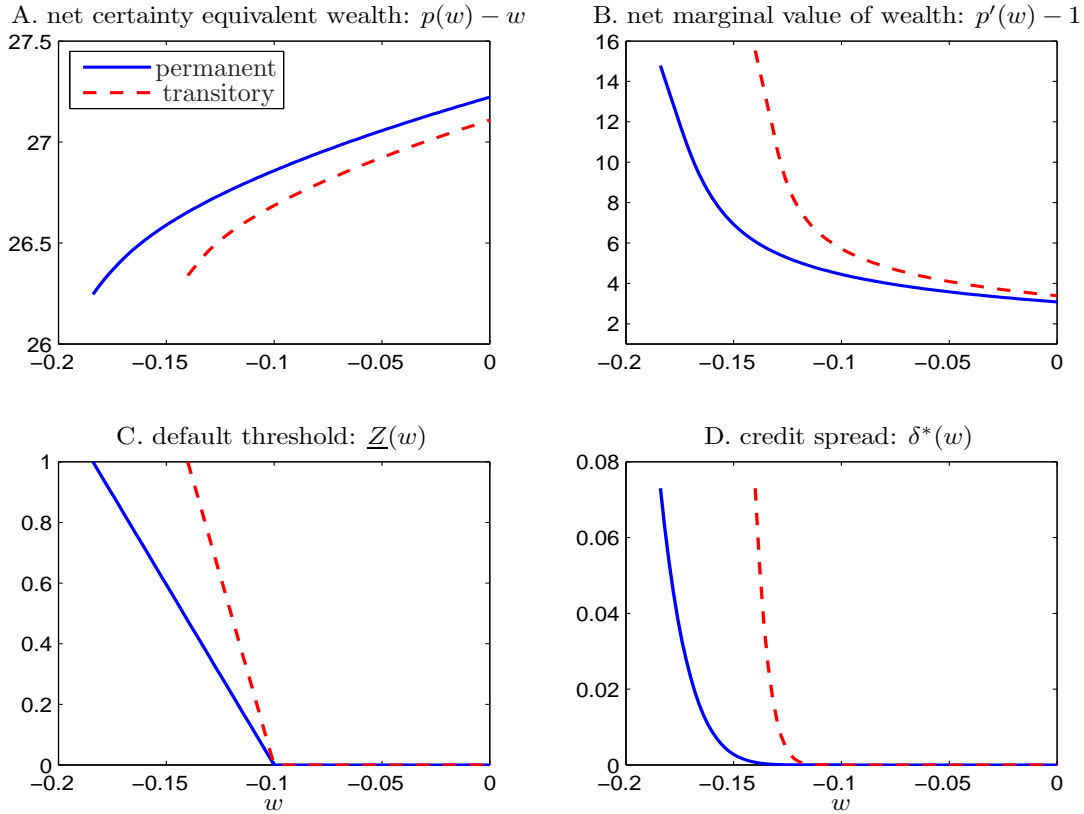 A. net certainty equivalent wealth: p(w) − w
27.5
27
26.5
26
permanent
transitory
−0.2 −0.15 −0.1 −0.05 0
B. net marginal value of wealth: p′(w) − 1
16
14
12
10
8
6
4
2
−0.2 −0.15 −0.1 −0.05 0
C. default threshold: Z(w)
1
0.8
0.6
0.4
0.2
0
−0.2 −0.15 −0.1 −0.05 0
w
D. credit spread: δ*(w)
0.08
0.06
0.04
0.02
0
−0.2 −0.15 −0.1 −0.05 0
w